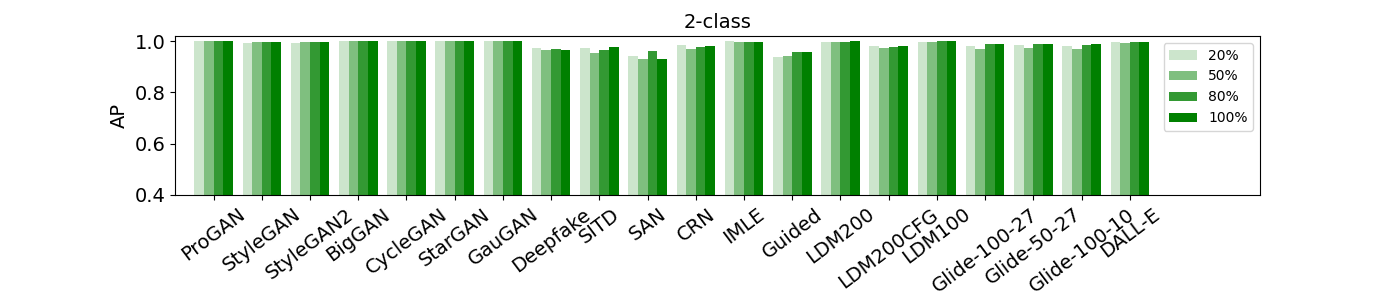 2-class
AP
1.0
0.8
0.6
0.4
20%
50%
80%
100%
ProGAN
StyleGAN
StyleGAN2
BigGAN
CycleGAN
StarGAN
GauGAN
Deepfake
SITD
SAN
CRN
IMLE
Guided
LDM200
LDM200CFG
LDM100
Glide-100-27
Glide-50-27
Glide-100-10
DALL-E